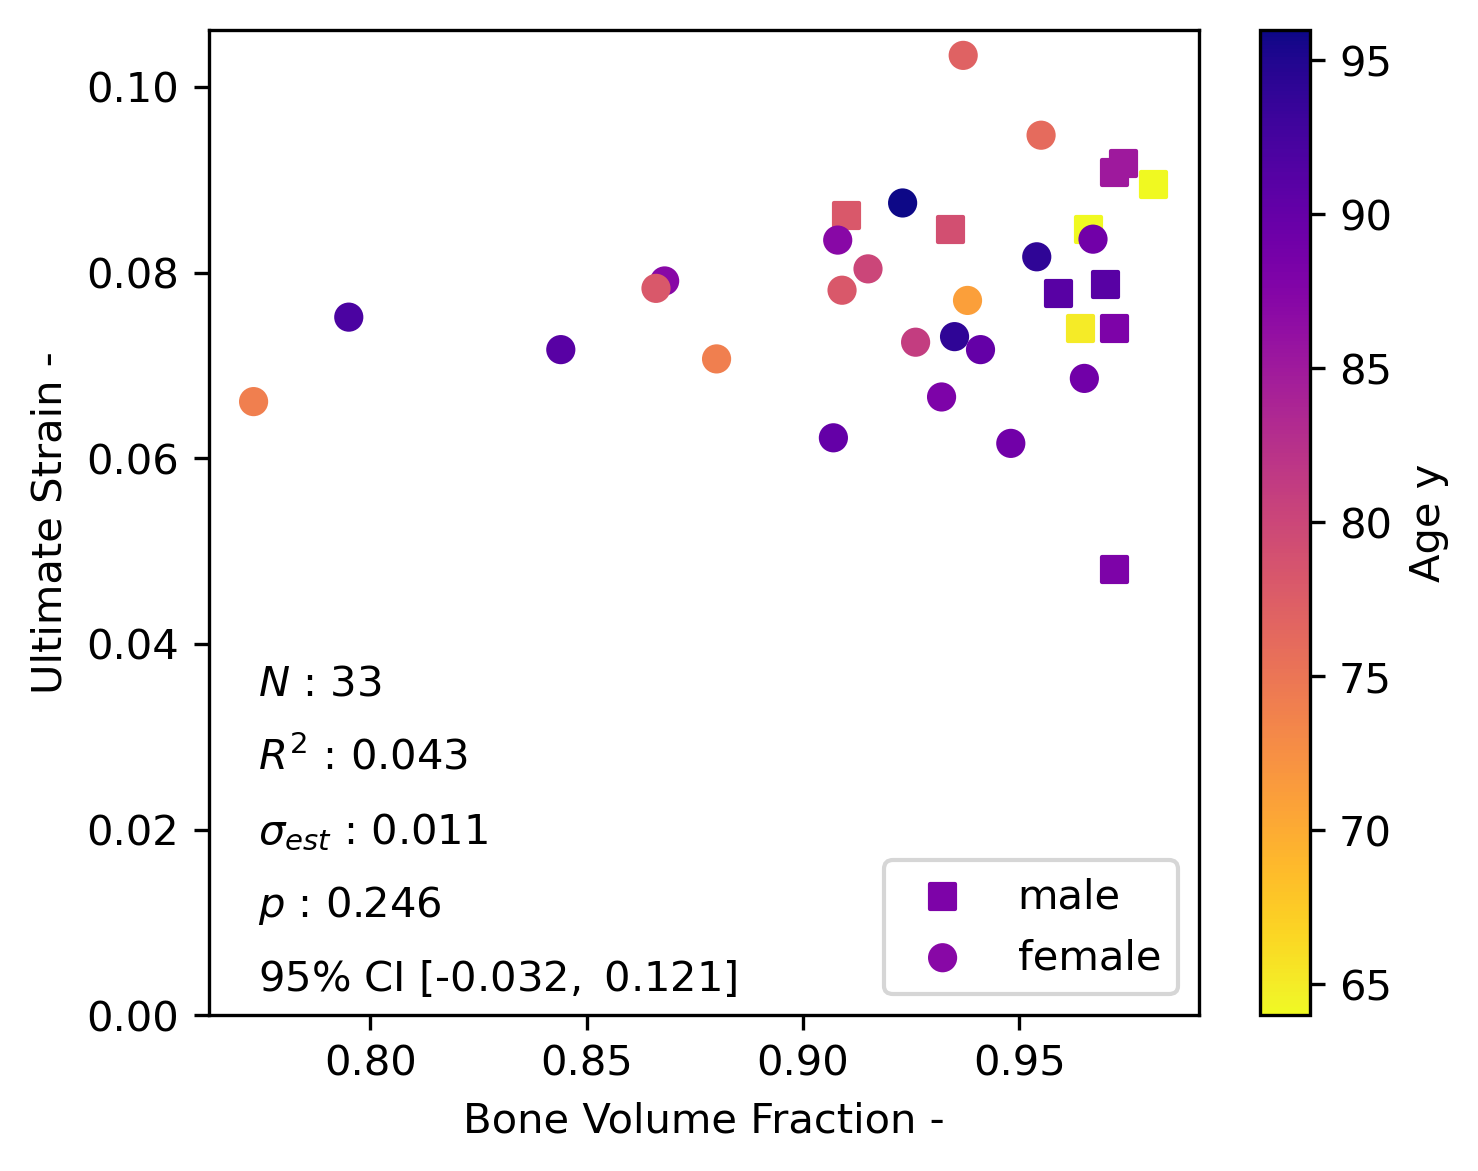 0.10
0.08
0.06
0.04
0.02
0.00
Ultimate Strain -
N : 33
R² : 0.043
σest : 0.011
p : 0.246
95% CI [-0.032, 0.121]
male
female
0.80 0.85 0.90 0.95
Bone Volume Fraction -
95
90
85
80
75
70
65
Age y